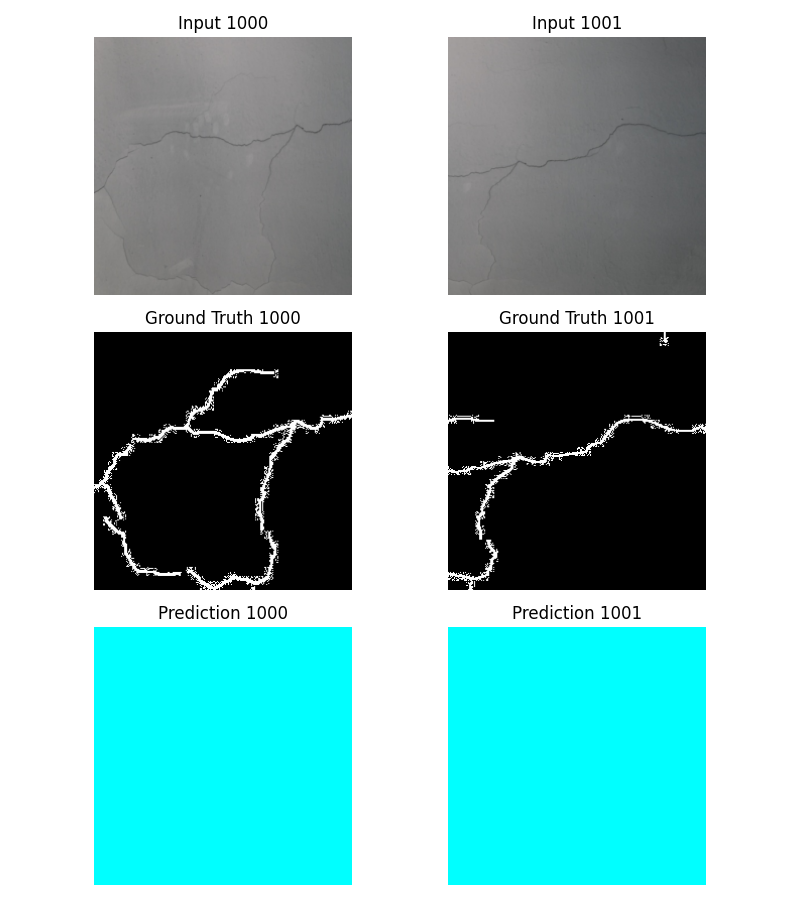 Input 1000
Input 1001
Ground Truth 1000
Ground Truth 1001
Prediction 1000
Prediction 1001